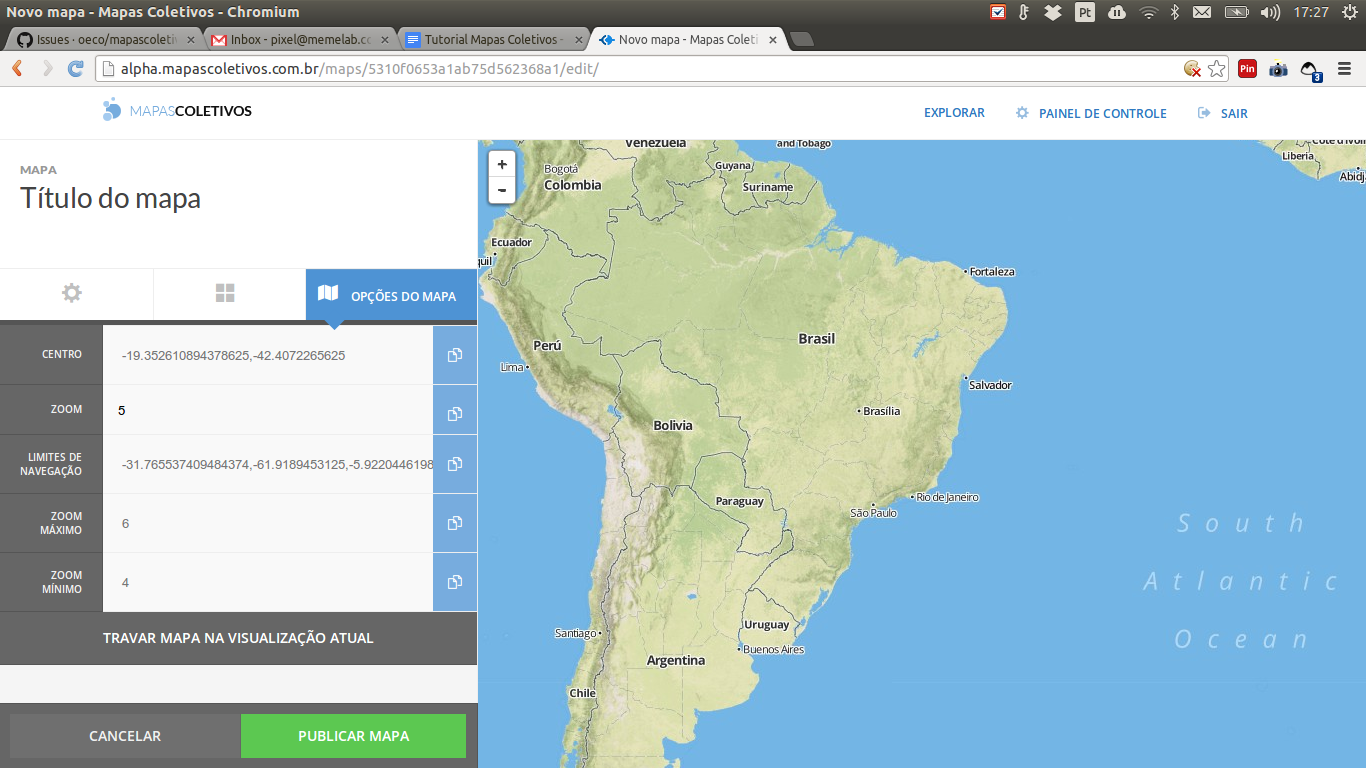 Novo mapa - Mapas Coletivos - Chromium
Pt
17:27
Issues · oeco/mapascoletiv
Inbox - pixel@memelab.co
Tutorial Mapas Coletivos -
Novo mapa - Mapas Coleti
alpha.mapascoletivos.com.br/maps/5310f0653a1ab75d562368a1/edit/
Pin
3
MAPASCOLETIVOS
EXPLORAR
PAINEL DE CONTROLE
SAIR
MAPA
Título do mapa
OPÇÕES DO MAPA
CENTRO
-19.352610894378625,-42.4072265625
ZOOM
5
LIMITES DE
NAVEGAÇÃO
-31.765537409484374,-61.9189453125,-5.9220446198
ZOOM
MÁXIMO
6
ZOOM
MÍNIMO
4
TRAVAR MAPA NA VISUALIZAÇÃO ATUAL
CANCELAR
PUBLICAR MAPA
+
-
Venezuela
and Tobago
Bogotá
Colombia
Guyana
Suriname
Liberia
Côte d'Ivoi
Abidj
Ecuador
quil
Fortaleza
Brasil
Perú
Lima
Salvador
Brasília
Bolivia
Paraguay
Rio de Janeiro
São Paulo
South
Atlantic
Ocean
Uruguay
Santiago
Buenos Aires
Argentina
Chile